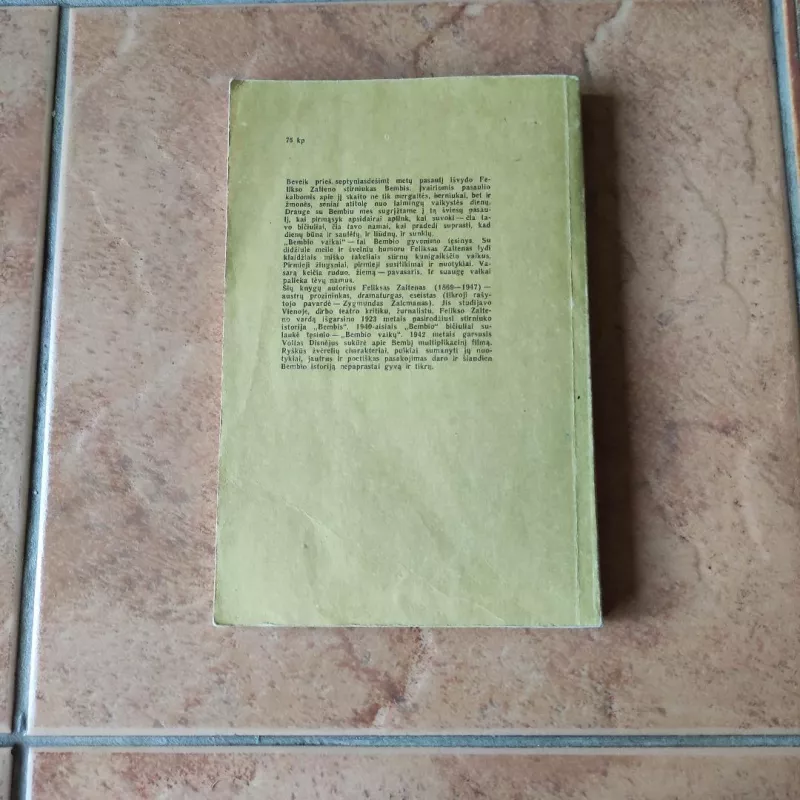 76 kp
Beveik prieš septyniasdešimt metų pasaulį išvydo Fe-
likso Zalteno stirniukas Bembis. Įvairiomis pasaulio
kalbomis apie jį skaito ne tik mergaitės, berniukai, bet ir
žmonės, seniai atitolę nuo laimingų vaikystės dienų.
Drauge su Bembiu mes sugrįžtame į tą šviesų pasau-
lį, kai pirmąsyk apsidairai aplink, kai suvoki — čia ta-
vo bičiuliai, čia tavo namai, kai pradedi suprasti, kad
dienų būna ir saulėtų, ir liūdnų, ir sunkių.
„Bembio vaikai“ — tai Bembio gyvenimo tęsinys. Su
didžiule meile ir švelniu humoru Feliksas Zaltenas lydi
klaidžiais miško takeliais stirnų kunigaikščio vaikus.
Pirmieji žingsniai, pirmieji susitikimai ir nuotykiai. Va-
sarą keičia ruduo, žiemą — pavasaris. Ir suaugę vaikai
palieka tėvų namus.
Šių knygų autorius Feliksas Zaltenas (1869—1947) —
austrų prozininkas, dramaturgas, eseistas (tikroji rašy-
tojo pavardė — Zygmundas Zalcmanas). Jis studijavo
Vienoje, dirbo teatro kritiku, žurnalistu. Felikso Zalte-
no vardą išgarsino 1923 metais pasirodžiusi stirniuko
istorija „Bembis“. 1940-aisiais „Bembio“ bičiuliai su-
laukė tęsinio — „Bembio vaikų“. 1942 metais garsusis
Voltas Disnėjus sukūrė apie Bembį multiplikacinį filmą.
Ryškūs žvėrelių charakteriai, puikiai sumanyti jų nuo-
tykiai, jautrus ir poetiškas pasakojimas daro ir šiandien
Bembio istoriją nepaprastai gyvą ir tikrą.